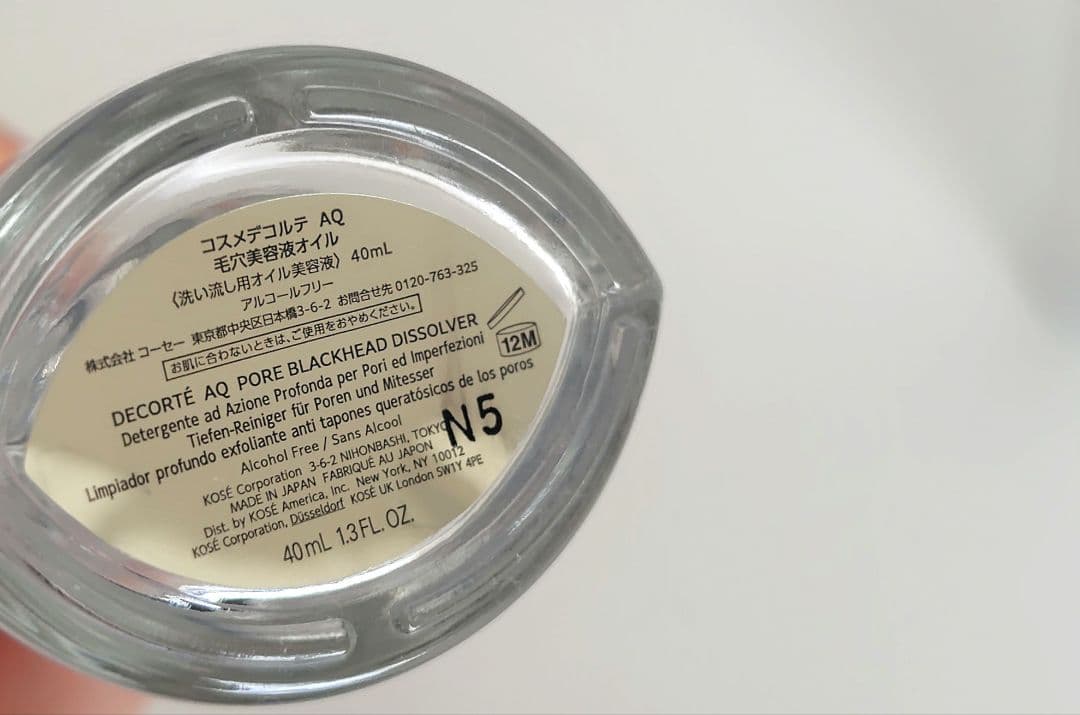 コスメデコルテ AQ
毛穴美容液オイル
〈洗い流し用オイル美容液〉 40mL
アルコールフリー
株式会社 コーセー 東京都中央区日本橋3-6-2 お問合せ先 0120-763-325
お肌に合わないときは、ご使用をおやめください。
12M
DECORTÉ AQ PORE BLACKHEAD DISSOLVER
Detergente ad Azione Profonda per Pori ed Imperfezioni
Tiefen-Reiniger für Poren und Mitesser
Limpiador profundo exfoliante anti tapones queratósicos de los poros
Alcohol Free / Sans Alcool
N5
KOSÉ Corporation 3-6-2 NIHONBASHI, TOKYO
MADE IN JAPAN FABRIQUÉ AU JAPON
Dist. by KOSÉ America, Inc. New York, NY 10012
KOSÉ Corporation, Düsseldorf KOSÉ UK London SW1Y 4PE
40mL 1.3FL. OZ.